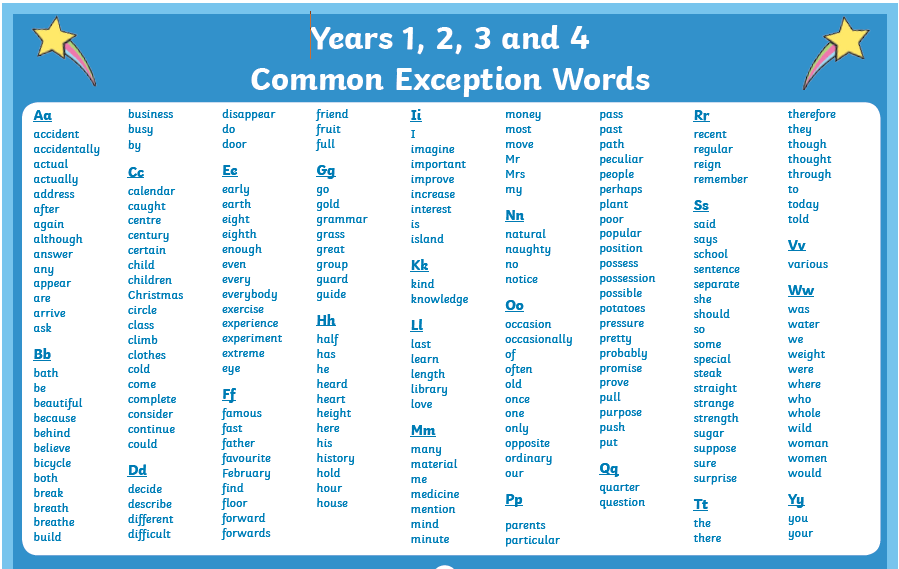 Years 1, 2, 3 and 4
Common Exception Words
Aa
accident
accidentally
actual
actually
address
after
again
although
answer
any
appear
are
arrive
ask
Bb
bath
be
beautiful
because
behind
believe
bicycle
both
break
breath
breathe
build
business
busy
by
Cc
calendar
caught
centre
century
certain
child
children
Christmas
circle
class
climb
clothes
cold
come
complete
consider
continue
could
Dd
decide
describe
different
difficult
disappear
do
door
Ee
early
earth
eight
eighth
enough
even
every
everybody
exercise
experience
experiment
extreme
eye
Ff
famous
fast
father
favourite
February
find
floor
forward
forwards
friend
fruit
full
Gg
go
gold
grammar
grass
great
group
guard
guide
Hh
half
has
he
heard
heart
height
here
his
history
hold
hour
house
Ii
I
imagine
important
improve
increase
interest
is
island
Kk
kind
knowledge
Ll
last
learn
length
library
love
Mm
many
material
me
medicine
mention
mind
minute
money
most
move
Mr
Mrs
my
Nn
natural
naughty
no
notice
Oo
occasion
occasionally
of
often
old
once
one
only
opposite
ordinary
our
Pp
parents
particular
pass
past
path
peculiar
people
perhaps
plant
poor
popular
position
possess
possession
possible
potatoes
pressure
pretty
probably
promise
prove
pull
purpose
push
put
Qq
quarter
question
Rr
recent
regular
reign
remember
Ss
said
says
school
sentence
separate
she
should
so
some
special
steak
straight
strange
strength
sugar
suppose
sure
surprise
Tt
the
there
therefore
they
though
thought
through
to
today
told
Vv
various
Ww
was
water
we
weight
were
where
who
whole
wild
woman
women
would
Yy
you
your